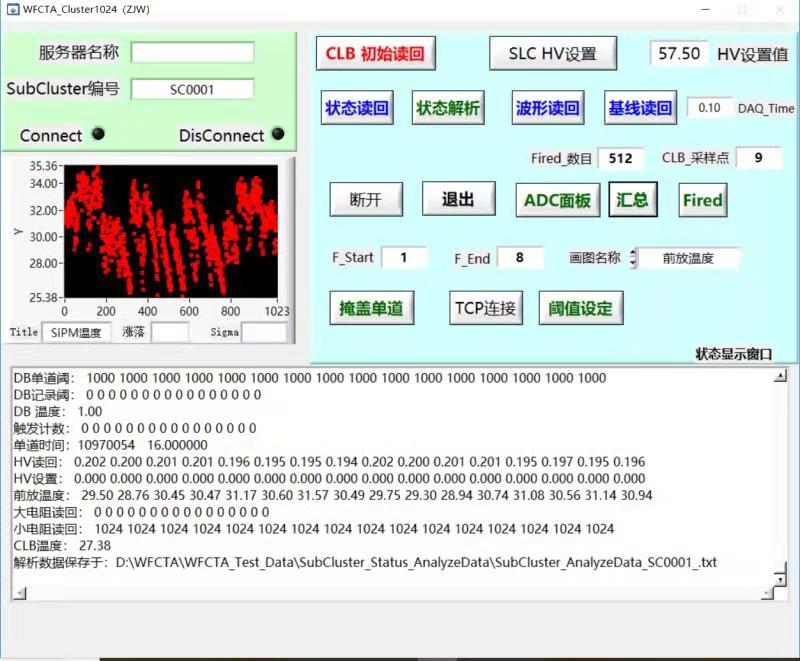 WFCTA_Cluster1024（ZJW）
服务器名称
SubCluster编号 SC0001
Connect DisConnect
CLB 初始读回 SLC HV设置 57.50 HV设置值
状态读回 状态解析 波形读回 基线读回 0.10 DAQ_Time
Fired_数目 512 CLB_采样点 9
断开 退出 ADC面板 汇总 Fired
F_Start 1 F_End 8 画图名称 前放温度
掩盖单道 TCP连接 阈值设定
状态显示窗口
35.36
34.00
32.00
Y
30.00
28.00
25.38
0 200 400 600 800 1023
Title SiPM温度 涨落 Sigma
DB单道阈： 1000 1000 1000 1000 1000 1000 1000 1000 1000 1000 1000 1000 1000 1000 1000 1000
DB记录阈： 0 0 0 0 0 0 0 0 0 0 0 0 0 0 0 0
DB 温度： 1.00
触发计数： 0 0 0 0 0 0 0 0 0 0 0 0 0 0 0 0
单道时间：10970054 16.000000
HV读回： 0.202 0.200 0.201 0.201 0.196 0.195 0.195 0.194 0.202 0.200 0.201 0.201 0.195 0.197 0.195 0.196
HV设置： 0.000 0.000 0.000 0.000 0.000 0.000 0.000 0.000 0.000 0.000 0.000 0.000 0.000 0.000 0.000 0.000
前放温度： 29.50 28.76 30.45 30.47 31.17 30.60 31.57 30.49 29.75 29.30 28.94 30.74 31.08 30.56 31.14 30.94
大电阻读回： 0 0 0 0 0 0 0 0 0 0 0 0 0 0 0 0
小电阻读回： 1024 1024 1024 1024 1024 1024 1024 1024 1024 1024 1024 1024 1024 1024 1024 1024
CLB温度： 27.38
解析数据保存于：D:\WFCTA\WFCTA_Test_Data\SubCluster_Status_AnalyzeData\SubCluster_AnalyzeData_SC0001_.txt